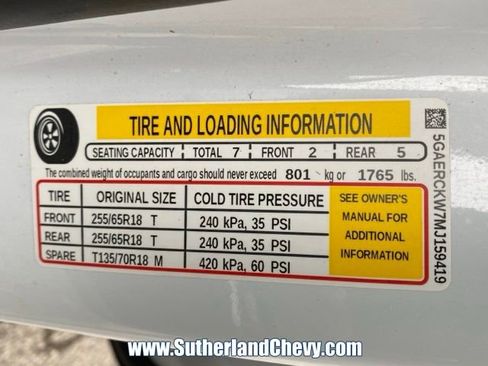 TIRE AND LOADING INFORMATION
SEATING CAPACITY TOTAL 7 FRONT 2 REAR 5
The combined weight of occupants and cargo should never exceed 801 kg or 1765 lbs.
TIRE ORIGINAL SIZE COLD TIRE PRESSURE
FRONT 255/65R18 T 240 kPa, 35 PSI
REAR 255/65R18 T 240 kPa, 35 PSI
SPARE T135/70R18 M 420 kPa, 60 PSI
SEE OWNER'S
MANUAL FOR
ADDITIONAL
INFORMATION
5GAERCKW7MJ159419
www.SutherlandChevy.com